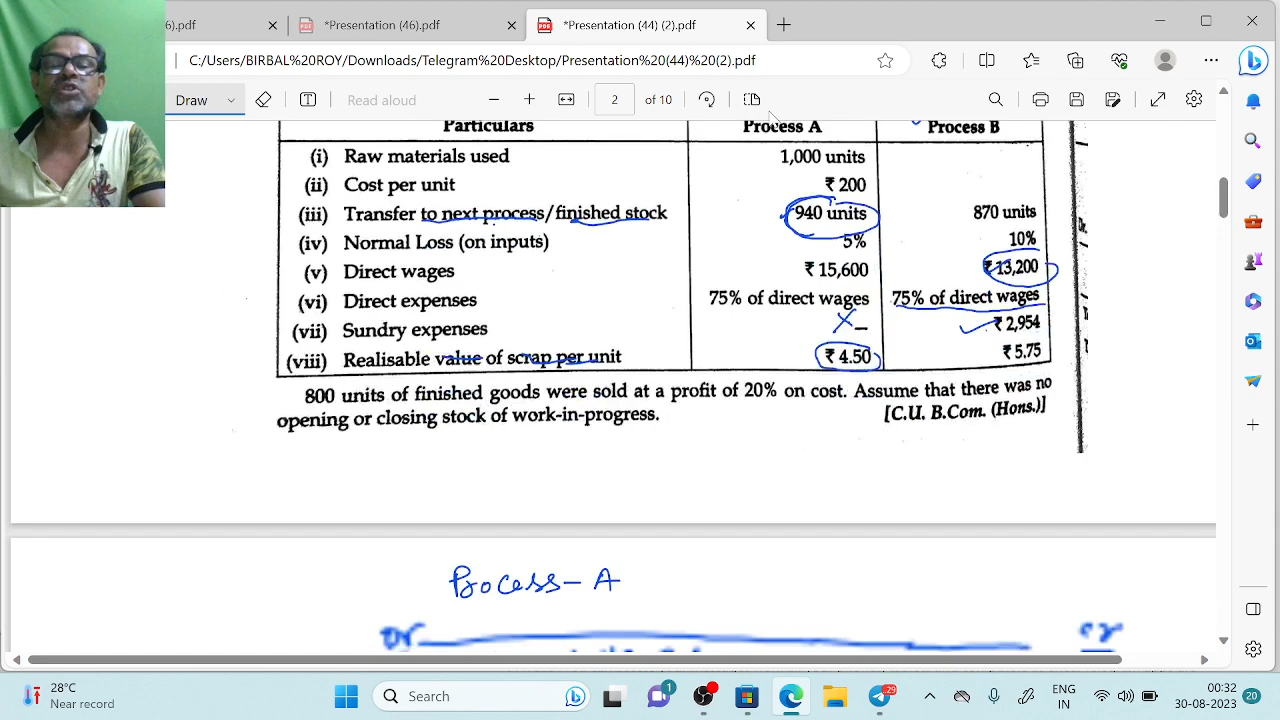 6).pdf
*Presentation (46).pdf
*Presentation (44) (2).pdf
C:/Users/BIRBAL ROY/Downloads/Telegram Desktop/Presentation (44) (2).pdf
Draw
Read aloud
2
of 10
Particulars Process A Process B
(i) Raw materials used 1,000 units
(ii) Cost per unit ₹ 200
(iii) Transfer to next process/finished stock 940 units 870 units
(iv) Normal Loss (on inputs) 5% 10%
(v) Direct wages ₹ 15,600 ₹ 13,200
(vi) Direct expenses 75% of direct wages 75% of direct wages
(vii) Sundry expenses – ₹ 2,954
(viii) Realisable value of scrap per unit ₹ 4.50 ₹ 5.75
800 units of finished goods were sold at a profit of 20% on cost. Assume that there was no
opening or closing stock of work-in-progress. [C.U. B.Com. (Hons.)]
Process - A
Dr Cr
28°C
Near record
Search
1
.29
ENG
IN
00:32
30-08-2023
20